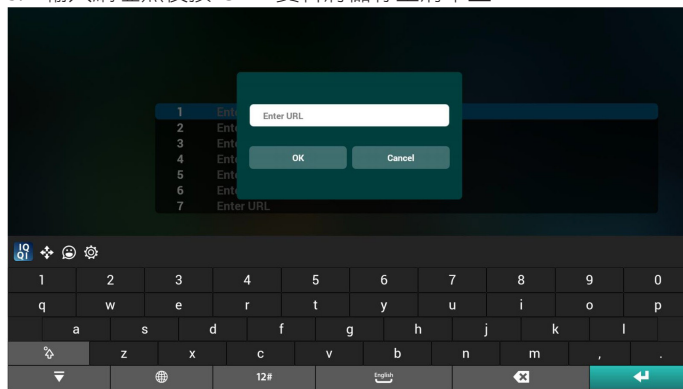 Enter URL
OK Cancel
1 Ente
2 Ente
3 Ente
4 Ente
5 Ente
6 Ente
7 Enter URL
IQQI
1 2 3 4 5 6 7 8 9 0
q w e r t y u i o p
a s d f g h j k l
z x c v b n m , .
12# English